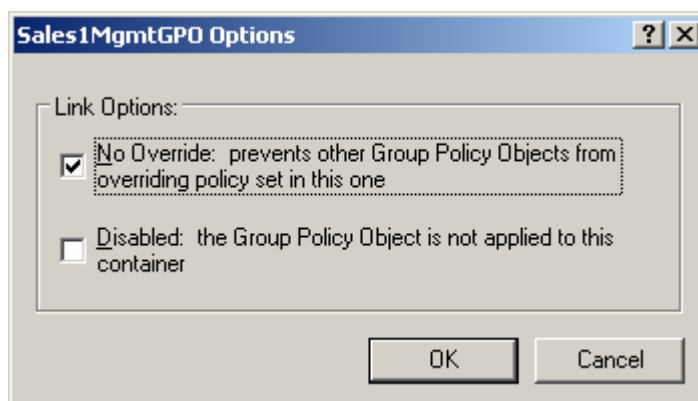 Sales1MgmtGPO Options
Link Options:
No Override: prevents other Group Policy Objects from
overriding policy set in this one
Disabled: the Group Policy Object is not applied to this
container
OK
Cancel